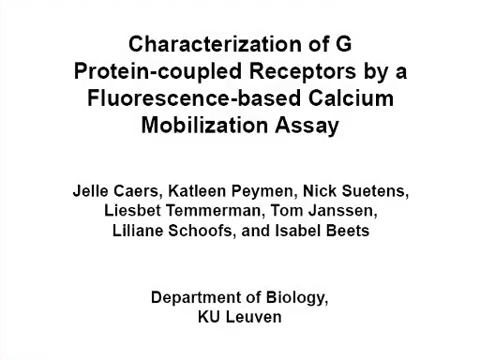 Characterization of G
Protein-coupled Receptors by a
Fluorescence-based Calcium
Mobilization Assay
Jelle Caers, Katleen Peymen, Nick Suetens,
Liesbet Temmerman, Tom Janssen,
Liliane Schoofs, and Isabel Beets
Department of Biology,
KU Leuven